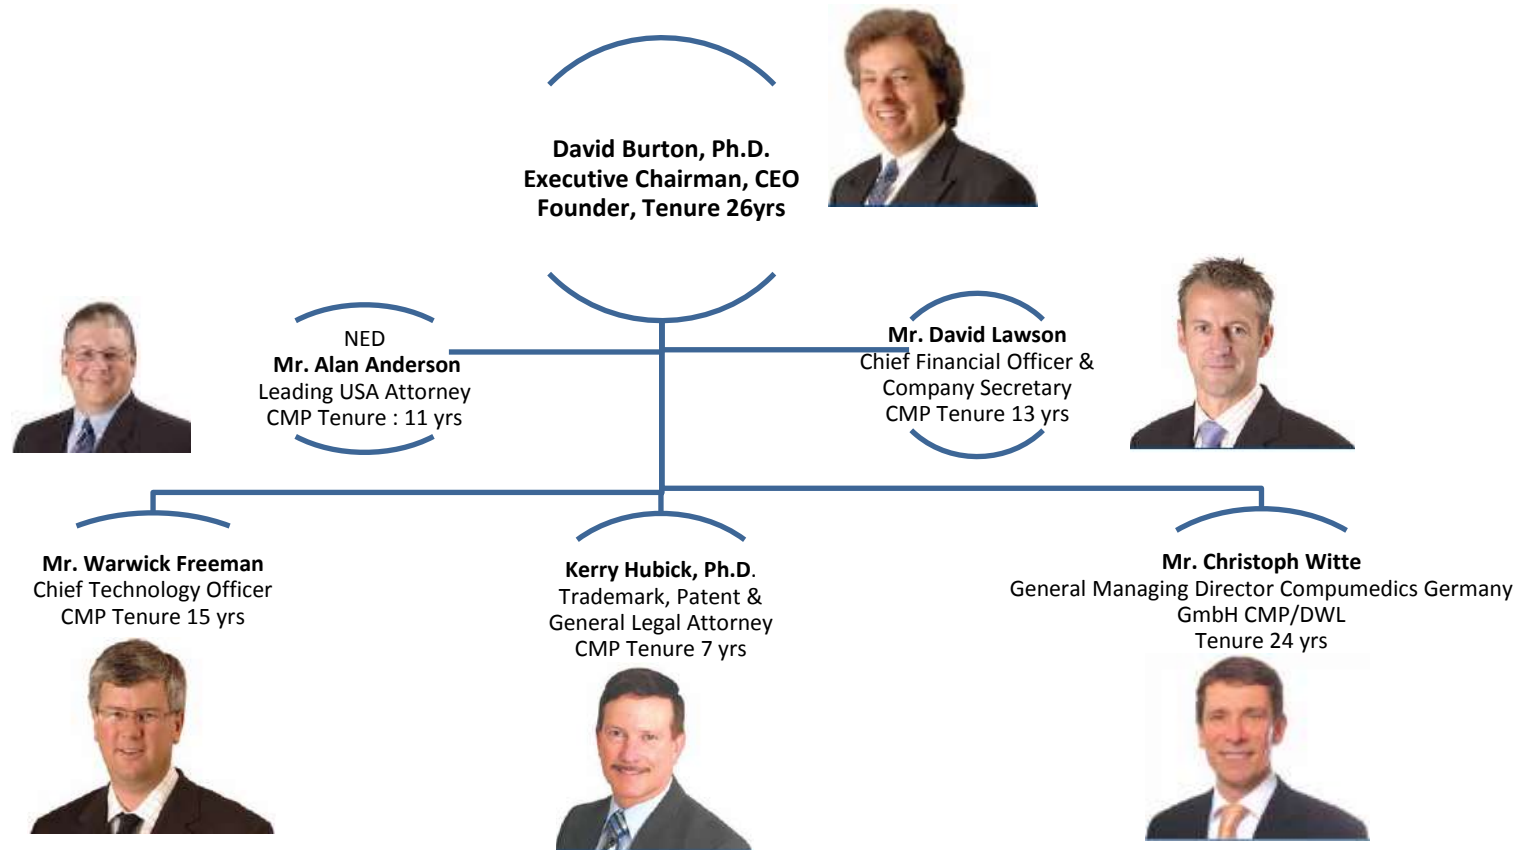 David Burton, Ph.D.
Executive Chairman, CEO
Founder, Tenure 26yrs
NED
Mr. Alan Anderson
Leading USA Attorney
CMP Tenure : 11 yrs
Mr. David Lawson
Chief Financial Officer &
Company Secretary
CMP Tenure 13 yrs
Mr. Warwick Freeman
Chief Technology Officer
CMP Tenure 15 yrs
Kerry Hubick, Ph.D.
Trademark, Patent &
General Legal Attorney
CMP Tenure 7 yrs
Mr. Christoph Witte
General Managing Director Compumedics Germany
GmbH CMP/DWL
Tenure 24 yrs